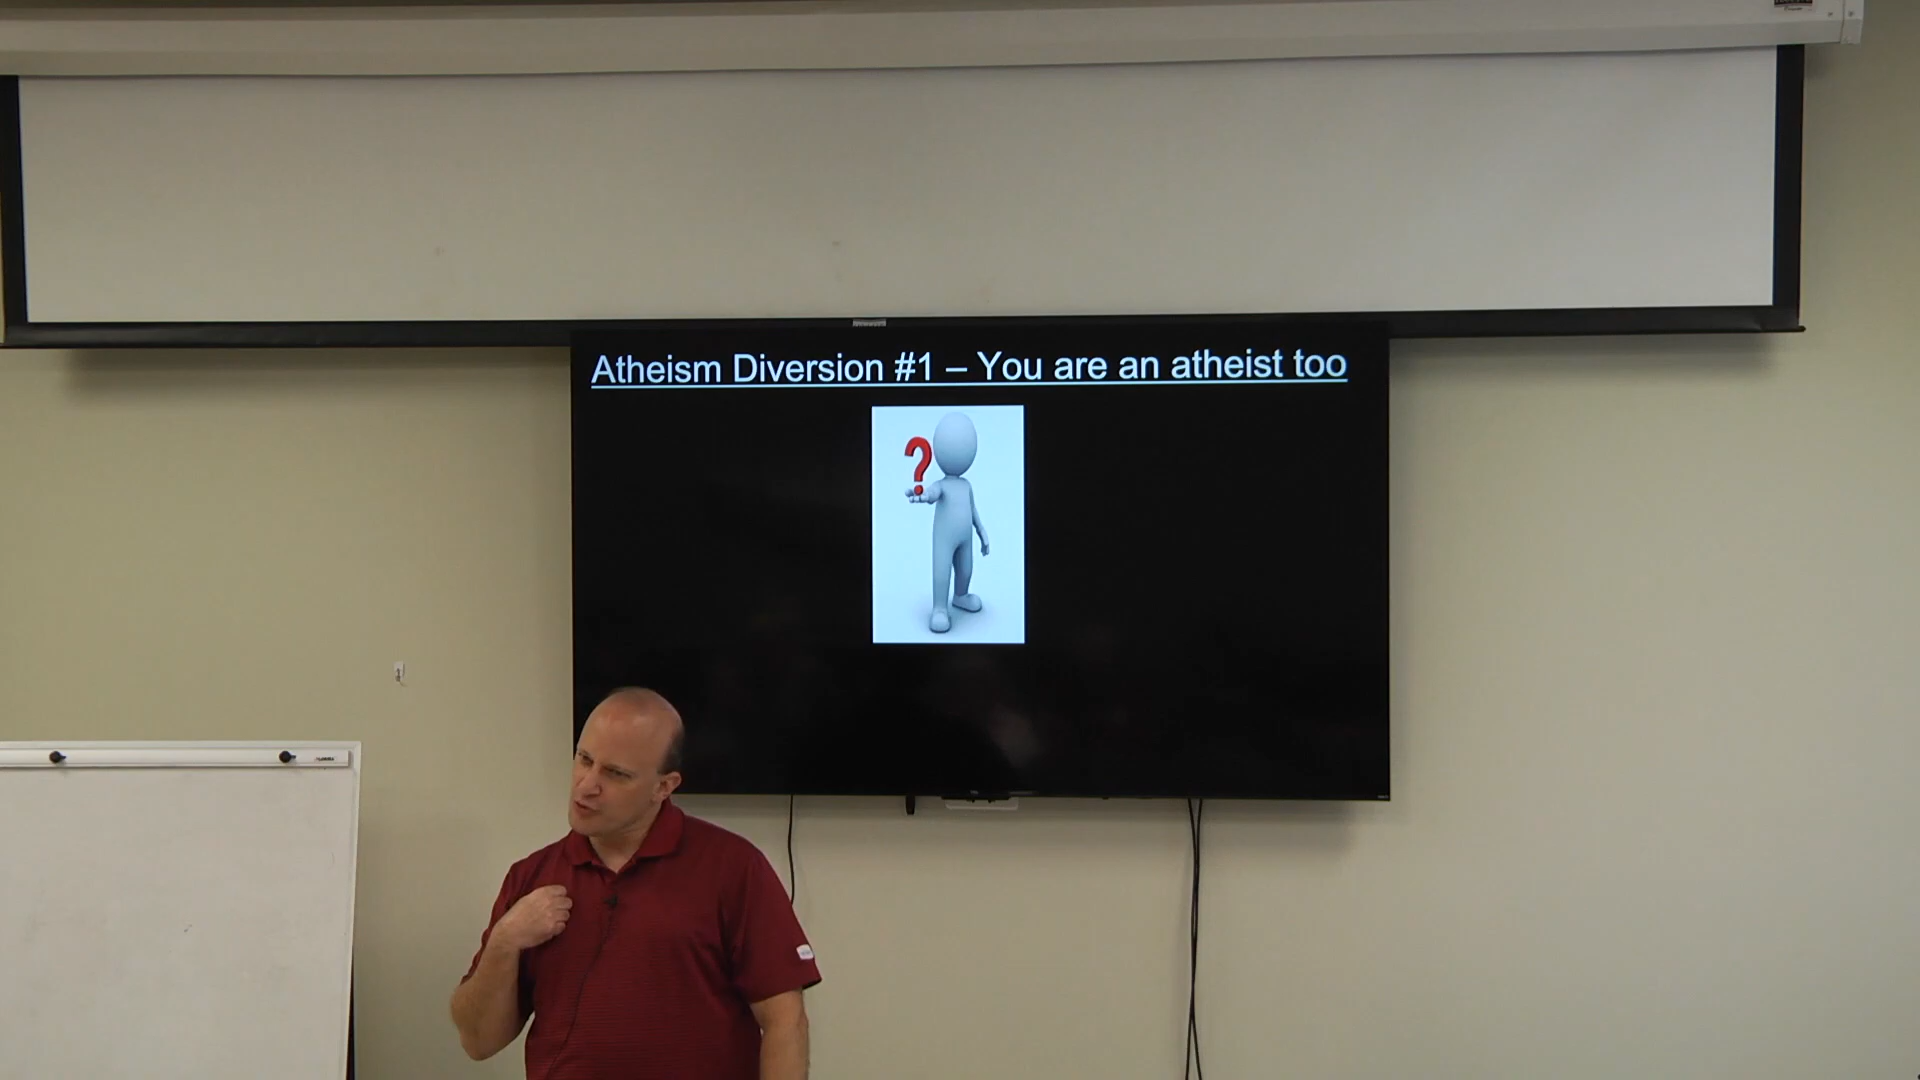 Atheism Diversion #1 – You are an atheist too
?